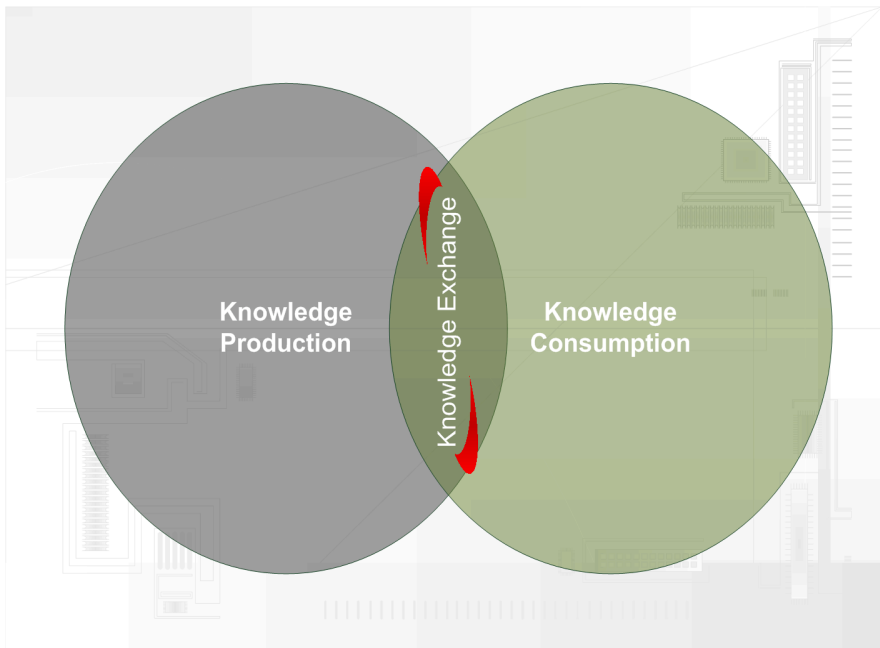 Knowledge
Production
Knowledge Exchange
Knowledge
Consumption